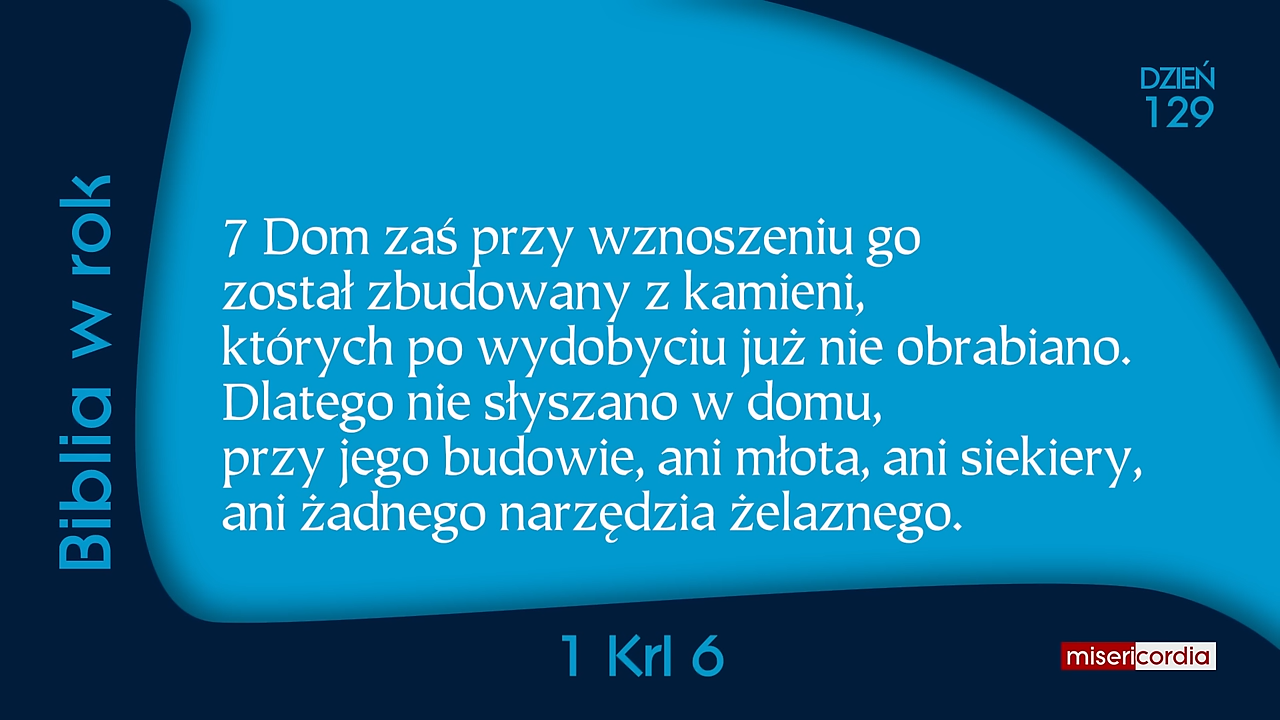 DZIEŃ
129
Biblia w rok
7 Dom zaś przy wznoszeniu go
został zbudowany z kamieni,
których po wydobyciu już nie obrabiano.
Dlatego nie słyszano w domu,
przy jego budowie, ani młota, ani siekiery,
ani żadnego narzędzia żelaznego.
1 Krl 6
misericordia